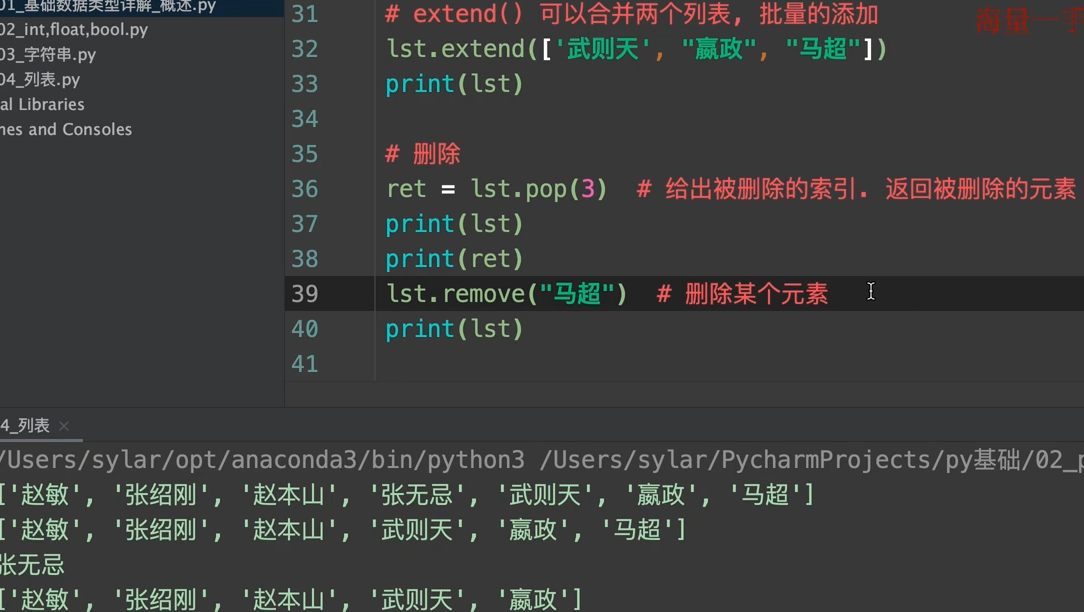 01_基础数据类型详解_概述.py
02_int,float,bool.py
03_字符串.py
04_列表.py
al Libraries
nes and Consoles
海量一手
31 # extend() 可以合并两个列表, 批量的添加
32 lst.extend(['武则天', "嬴政", "马超"])
33 print(lst)
34
35 # 删除
36 ret = lst.pop(3)  # 给出被删除的索引. 返回被删除的元素
37 print(lst)
38 print(ret)
39 lst.remove("马超")  # 删除某个元素
40 print(lst)
41
4_列表 ×
/Users/sylar/opt/anaconda3/bin/python3 /Users/sylar/PycharmProjects/py基础/02_p
['赵敏', '张绍刚', '赵本山', '张无忌', '武则天', '嬴政', '马超']
['赵敏', '张绍刚', '赵本山', '武则天', '嬴政', '马超']
张无忌
['赵敏', '张绍刚', '赵本山', '武则天', '嬴政']